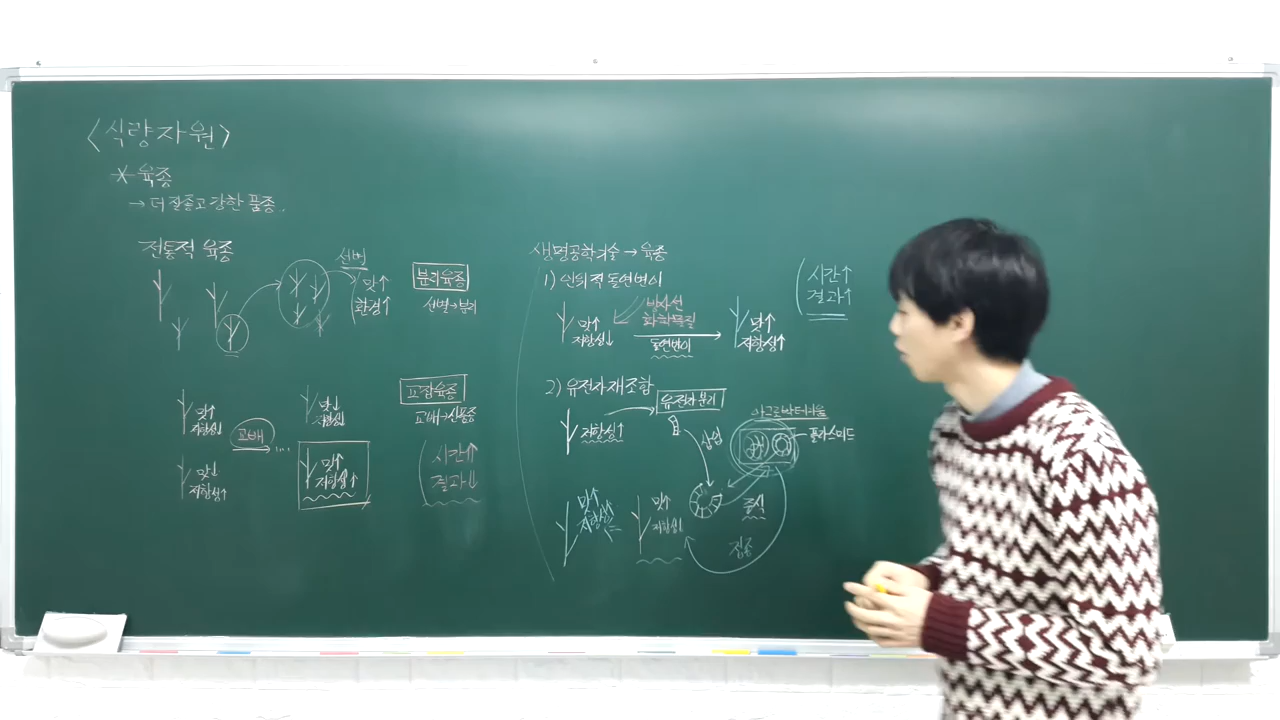 <식량자원>
* 육종
→ 더 질 좋고 강한 품종.
전통적 육종
선별
맛↑
환경↑
분리육종
선별→분리
맛↑
저항성↓
맛↓
저항성↑
교배
...
맛↓
저항성↓
맛↑
저항성↑
교잡육종
교배→신품종
시간↑
결과↓
생명공학기술→육종
1) 인위적 돌연변이
맛↑
저항성↓
방사선
화학물질
돌연변이
맛↑
저항성↑
시간↑
결과↑
2) 유전자재조합
저항성↑
유전자 분리
삽입
아그로박테리움
플라스미드
증식
접종
맛↑
저항성↓
맛↑
저항성↑